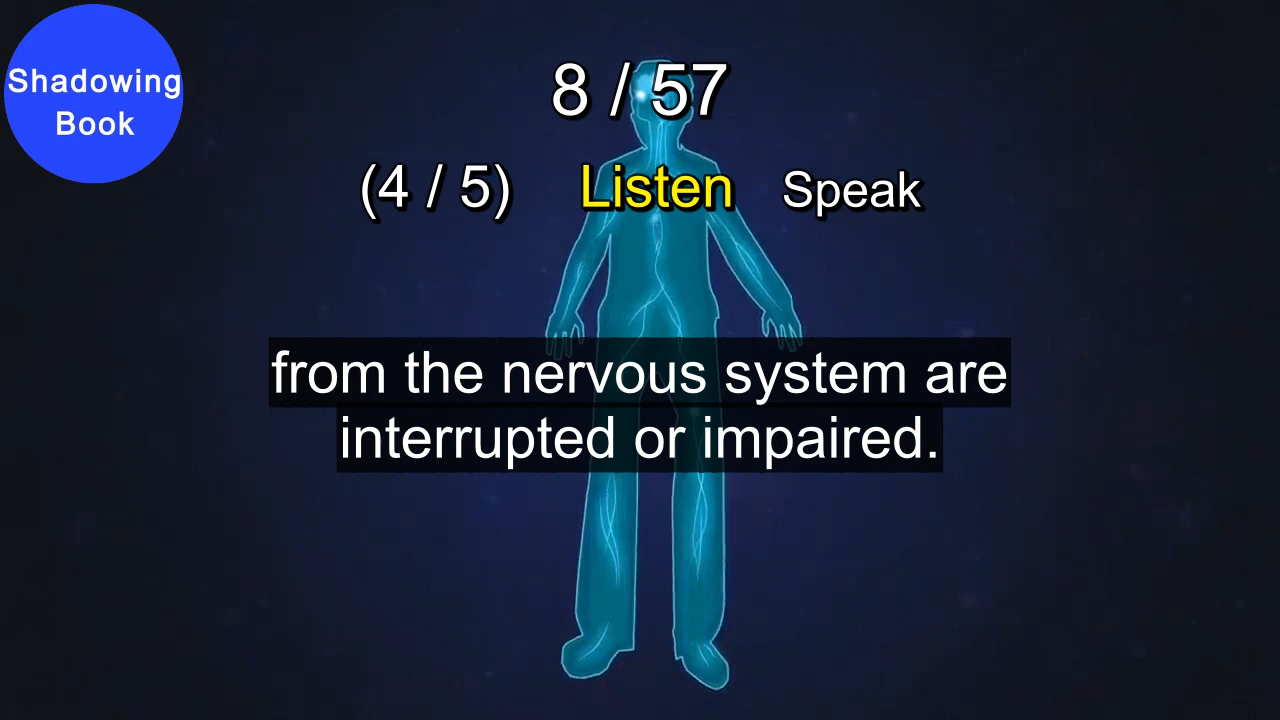 Shadowing
Book
8 / 57
(4 / 5) Listen Speak
from the nervous system are
interrupted or impaired.